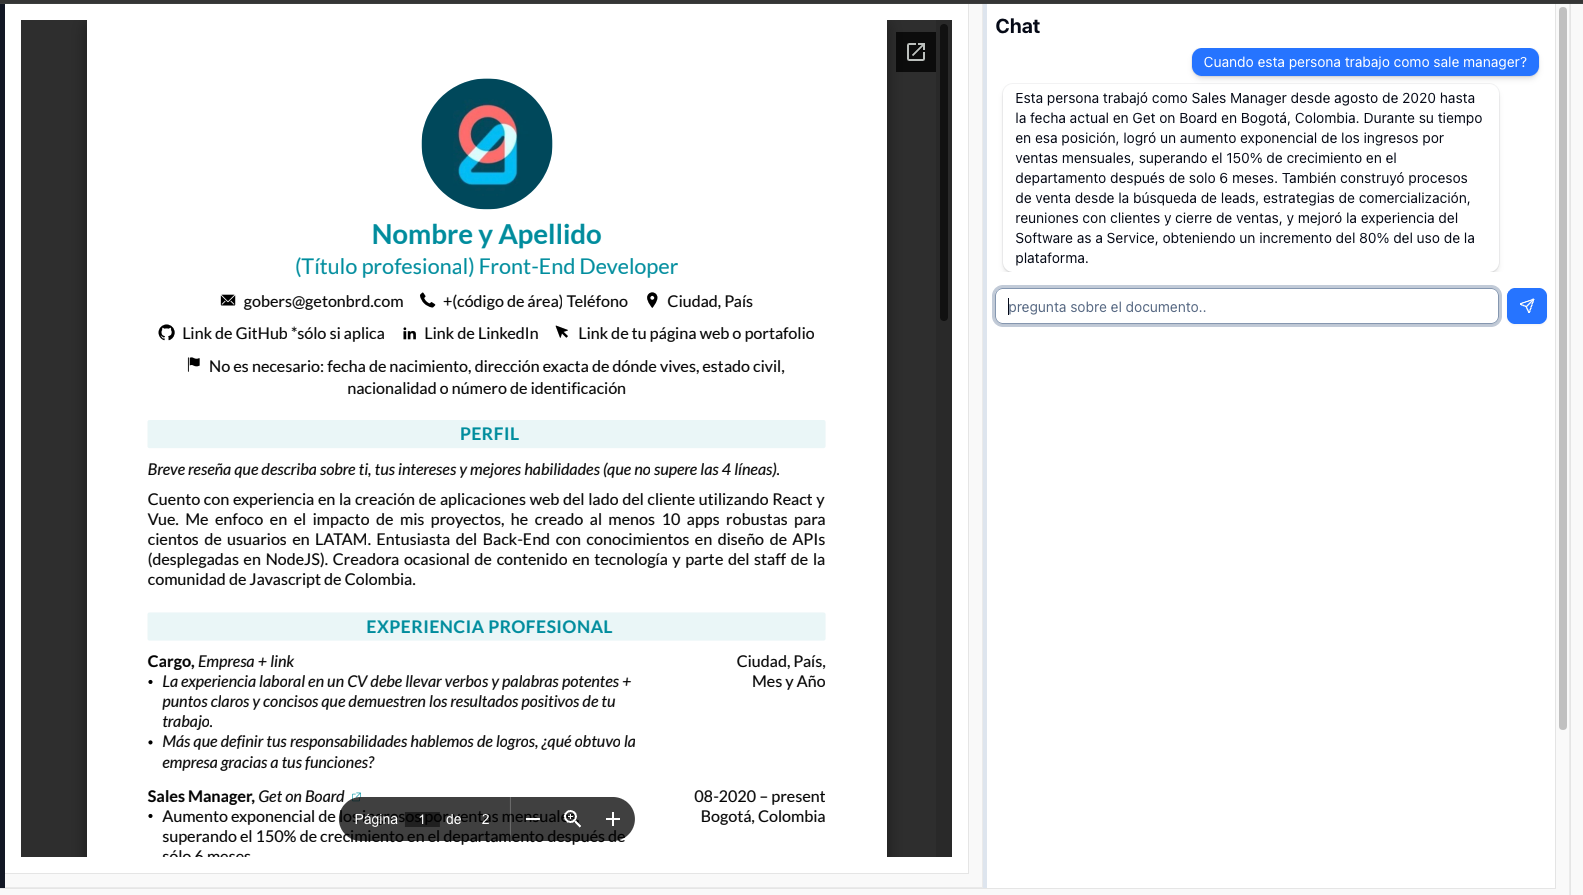 Nombre y Apellido
(Título profesional) Front-End Developer
gobers@getonbrd.com +(código de área) Teléfono Ciudad, País
Link de GitHub *sólo si aplica Link de LinkedIn Link de tu página web o portafolio
No es necesario: fecha de nacimiento, dirección exacta de dónde vives, estado civil,
nacionalidad o número de identificación
PERFIL
Breve reseña que describa sobre ti, tus intereses y mejores habilidades (que no supere las 4 líneas).
Cuento con experiencia en la creación de aplicaciones web del lado del cliente utilizando React y
Vue. Me enfoco en el impacto de mis proyectos, he creado al menos 10 apps robustas para
cientos de usuarios en LATAM. Entusiasta del Back-End con conocimientos en diseño de APIs
(desplegadas en NodeJS). Creadora ocasional de contenido en tecnología y parte del staff de la
comunidad de Javascript de Colombia.
EXPERIENCIA PROFESIONAL
Cargo, Empresa + link Ciudad, País,
• La experiencia laboral en un CV debe llevar verbos y palabras potentes + Mes y Año
puntos claros y concisos que demuestren los resultados positivos de tu
trabajo.
• Más que definir tus responsabilidades hablemos de logros, ¿qué obtuvo la
empresa gracias a tus funciones?
Sales Manager, Get on Board 08-2020 – present
• Aumento exponencial de los ingresos por ventas mensuales Bogotá, Colombia
superando el 150% de crecimiento en el departamento después de
sólo 6 meses
Página 1 de 2
Chat
Cuando esta persona trabajo como sale manager?
Esta persona trabajó como Sales Manager desde agosto de 2020 hasta
la fecha actual en Get on Board en Bogotá, Colombia. Durante su tiempo
en esa posición, logró un aumento exponencial de los ingresos por
ventas mensuales, superando el 150% de crecimiento en el
departamento después de solo 6 meses. También construyó procesos
de venta desde la búsqueda de leads, estrategias de comercialización,
reuniones con clientes y cierre de ventas, y mejoró la experiencia del
Software as a Service, obteniendo un incremento del 80% del uso de la
plataforma.
pregunta sobre el documento..